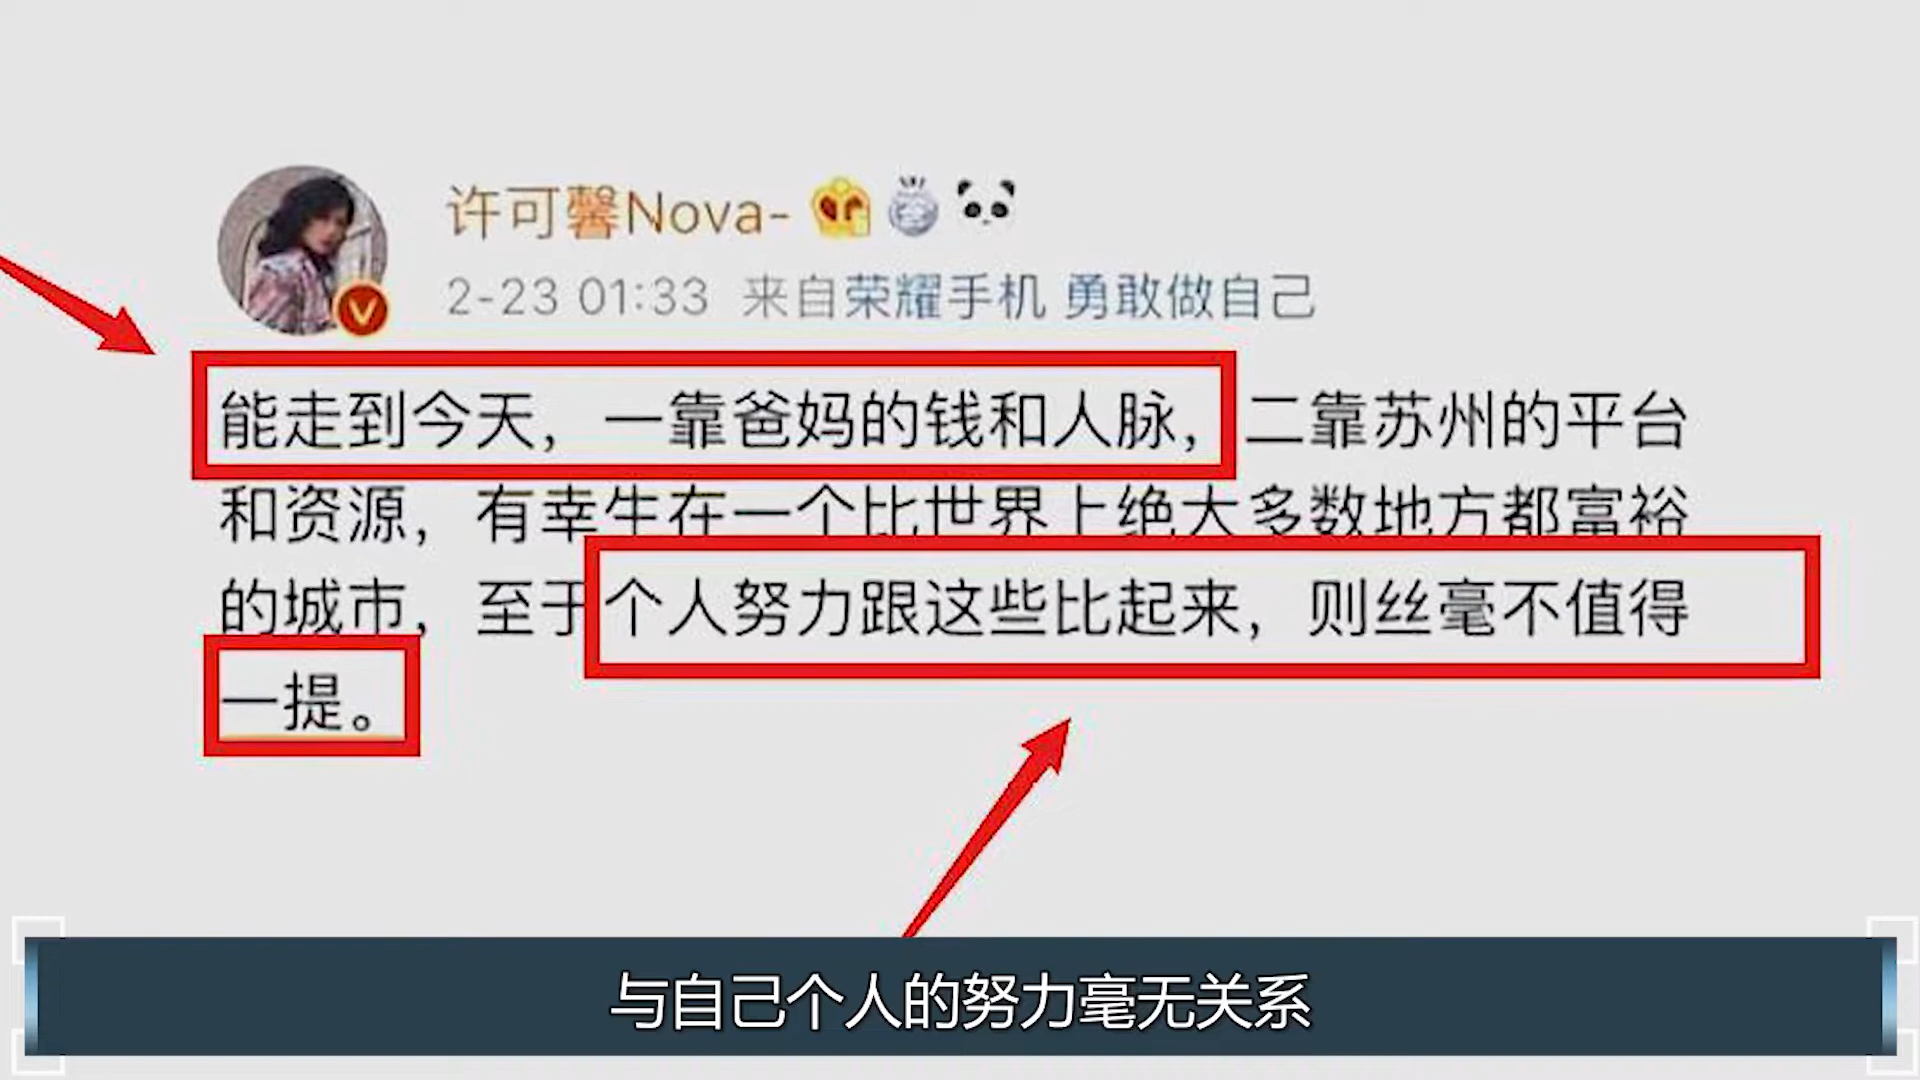 许可馨Nova-
2-23 01:33 来自荣耀手机 勇敢做自己
能走到今天，一靠爸妈的钱和人脉，二靠苏州的平台
和资源，有幸生在一个比世界上绝大多数地方都富裕
的城市，至于个人努力跟这些比起来，则丝毫不值得
一提。
与自己个人的努力毫无关系